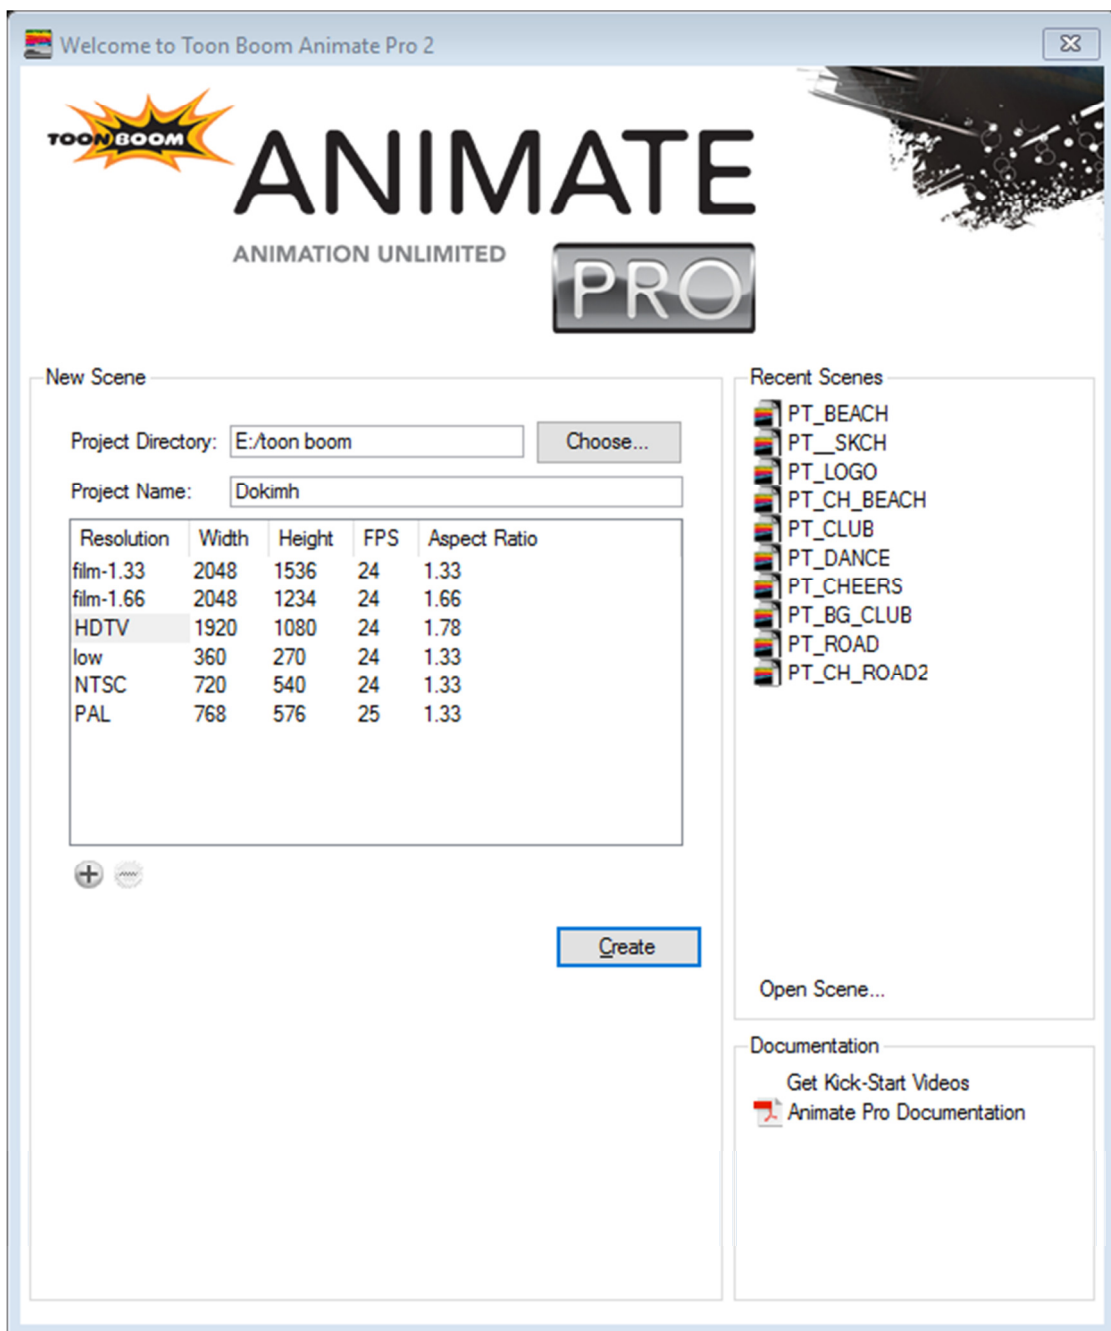 Welcome to Toon Boom Animate Pro 2
TOON BOOM
ANIMATE
ANIMATION UNLIMITED
PRO
New Scene
Project Directory: E:/toon boom Choose...
Project Name: Dokimh
Resolution Width Height FPS Aspect Ratio
film-1.33 2048 1536 24 1.33
film-1.66 2048 1234 24 1.66
HDTV 1920 1080 24 1.78
low 360 270 24 1.33
NTSC 720 540 24 1.33
PAL 768 576 25 1.33
Create
Recent Scenes
PT_BEACH
PT__SKCH
PT_LOGO
PT_CH_BEACH
PT_CLUB
PT_DANCE
PT_CHEERS
PT_BG_CLUB
PT_ROAD
PT_CH_ROAD2
Open Scene...
Documentation
Get Kick-Start Videos
Animate Pro Documentation